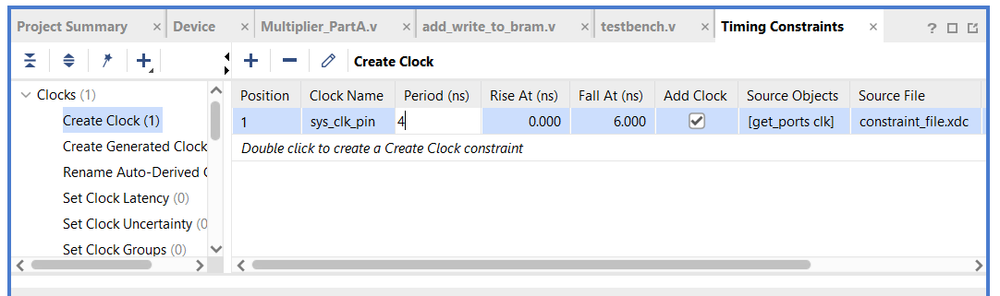 Project Summary × Device × Multiplier_PartA.v × add_write_to_bram.v × testbench.v × Timing Constraints × ?
Create Clock
Clocks (1)
Create Clock (1)
Create Generated Clock
Rename Auto-Derived
Set Clock Latency (0)
Set Clock Uncertainty (0
Set Clock Groups (0)
Position Clock Name Period (ns) Rise At (ns) Fall At (ns) Add Clock Source Objects Source File
1 sys_clk_pin 4 0.000 6.000 [get_ports clk] constraint_file.xdc
Double click to create a Create Clock constraint